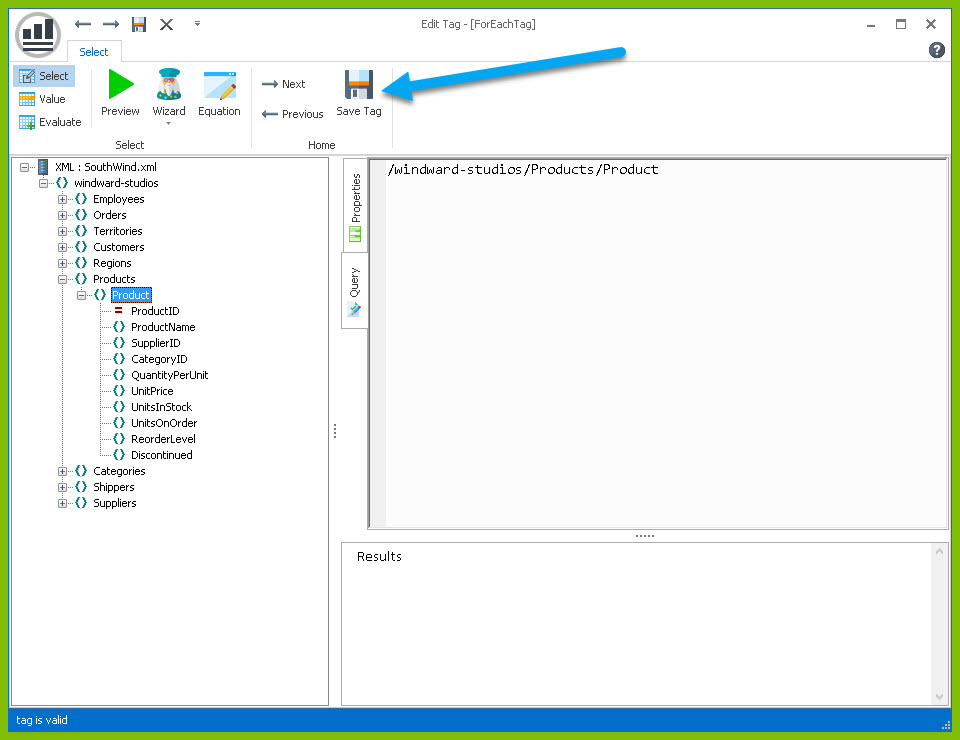 Edit Tag - [ForEachTag]
Select
?
Select
Value
Evaluate
Preview
Wizard
Equation
Select
Next
Previous
Save Tag
Home
XML : SouthWind.xml
windward-studios
Employees
Orders
Territories
Customers
Regions
Products
Product
ProductID
ProductName
SupplierID
CategoryID
QuantityPerUnit
UnitPrice
UnitsInStock
UnitsOnOrder
ReorderLevel
Discontinued
Categories
Shippers
Suppliers
Properties
Query
/windward-studios/Products/Product
Results
tag is valid